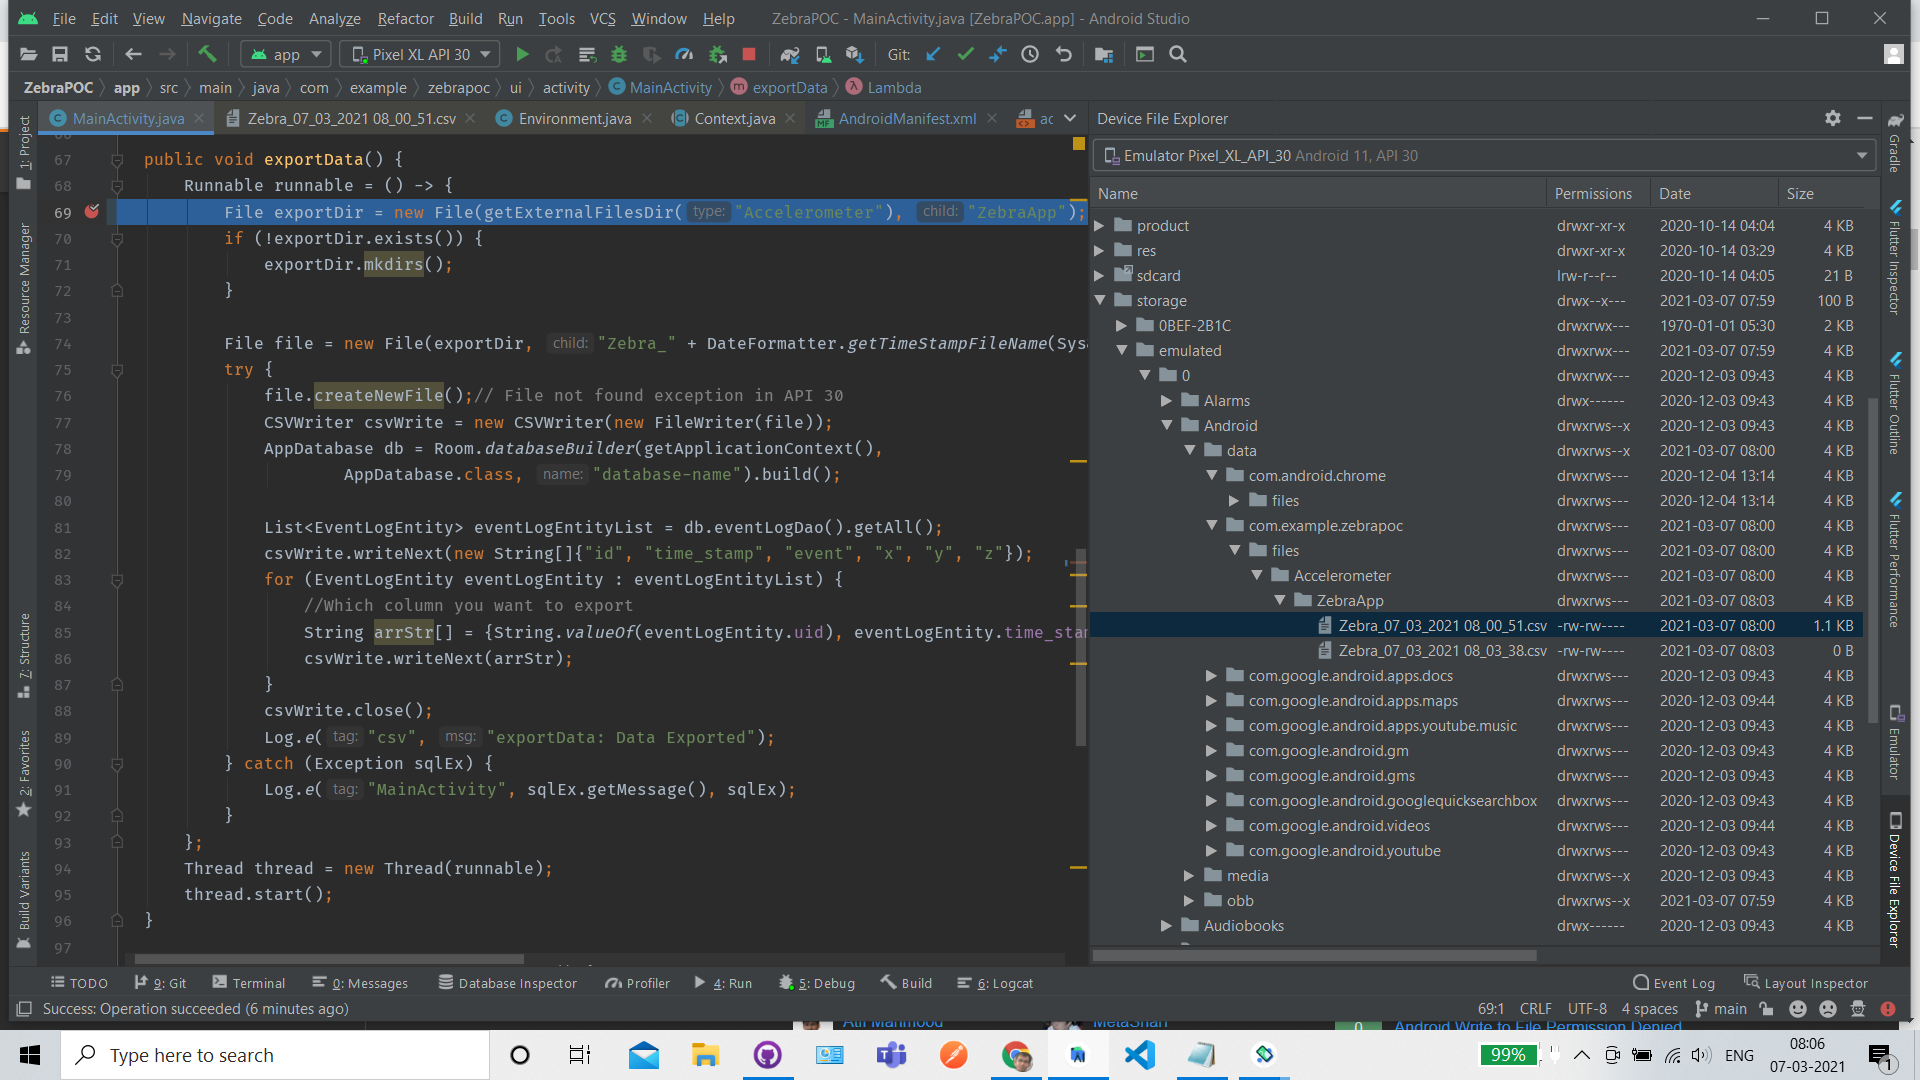 File Edit View Navigate Code Analyze Refactor Build Run Tools VCS Window Help ZebraPOC - MainActivity.java [ZebraPOC.app] - Android Studio
app Pixel XL API 30 Git:
ZebraPOC app src main java com example zebrapoc ui activity MainActivity exportData Lambda
MainActivity.java Zebra_07_03_2021 08_00_51.csv Environment.java Context.java AndroidManifest.xml ac
67 public void exportData() {
68 Runnable runnable = () -> {
69 File exportDir = new File(getExternalFilesDir( type: "Accelerometer"), child: "ZebraApp");
70 if (!exportDir.exists()) {
71 exportDir.mkdirs();
72 }
73
74 File file = new File(exportDir, child: "Zebra_" + DateFormatter.getTimeStampFileName(Sys
75 try {
76 file.createNewFile();// File not found exception in API 30
77 CSVWriter csvWrite = new CSVWriter(new FileWriter(file));
78 AppDatabase db = Room.databaseBuilder(getApplicationContext(),
79 AppDatabase.class, name: "database-name").build();
80
81 List<EventLogEntity> eventLogEntityList = db.eventLogDao().getAll();
82 csvWrite.writeNext(new String[]{"id", "time_stamp", "event", "x", "y", "z"});
83 for (EventLogEntity eventLogEntity : eventLogEntityList) {
84 //Which column you want to export
85 String arrStr[] = {String.valueOf(eventLogEntity.uid), eventLogEntity.time_star
86 csvWrite.writeNext(arrStr);
87 }
88 csvWrite.close();
89 Log.e( tag: "csv", msg: "exportData: Data Exported");
90 } catch (Exception sqlEx) {
91 Log.e( tag: "MainActivity", sqlEx.getMessage(), sqlEx);
92 }
93 };
94 Thread thread = new Thread(runnable);
95 thread.start();
96 }
97
1: Project
Resource Manager
7: Structure
2: Favorites
Build Variants
Device File Explorer
Emulator Pixel_XL_API_30 Android 11, API 30
Name Permissions Date Size
product drwxr-xr-x 2020-10-14 04:04 4 KB
res drwxr-xr-x 2020-10-14 03:29 4 KB
sdcard lrw-r--r-- 2020-10-14 04:05 21 B
storage drwx--x--- 2021-03-07 07:59 100 B
0BEF-2B1C drwxrwx--- 1970-01-01 05:30 2 KB
emulated drwxrwx--- 2021-03-07 07:59 4 KB
0 drwxrwx--- 2020-12-03 09:43 4 KB
Alarms drwx------ 2020-12-03 09:43 4 KB
Android drwxrws--x 2020-12-03 09:43 4 KB
data drwxrws--x 2021-03-07 08:00 4 KB
com.android.chrome drwxrws--- 2020-12-04 13:14 4 KB
files drwxrws--- 2020-12-04 13:14 4 KB
com.example.zebrapoc drwxrws--- 2021-03-07 08:00 4 KB
files drwxrws--- 2021-03-07 08:00 4 KB
Accelerometer drwxrws--- 2021-03-07 08:00 4 KB
ZebraApp drwxrws--- 2021-03-07 08:03 4 KB
Zebra_07_03_2021 08_00_51.csv -rw-rw---- 2021-03-07 08:00 1.1 KB
Zebra_07_03_2021 08_03_38.csv -rw-rw---- 2021-03-07 08:03 0 B
com.google.android.apps.docs drwxrws--- 2020-12-03 09:43 4 KB
com.google.android.apps.maps drwxrws--- 2020-12-03 09:44 4 KB
com.google.android.apps.youtube.music drwxrws--- 2020-12-03 09:43 4 KB
com.google.android.gm drwxrws--- 2020-12-03 09:43 4 KB
com.google.android.gms drwxrws--- 2020-12-03 09:43 4 KB
com.google.android.googlequicksearchbox drwxrws--- 2020-12-03 09:43 4 KB
com.google.android.videos drwxrws--- 2020-12-03 09:44 4 KB
com.google.android.youtube drwxrws--- 2020-12-03 09:43 4 KB
media drwxrws--x 2020-12-03 09:43 4 KB
obb drwxrws--x 2021-03-07 07:59 4 KB
Audiobooks drwx------ 2020-12-03 09:43 4 KB
Gradle
Flutter Inspector
Flutter Outline
Flutter Performance
Emulator
Device File Explorer
TODO 9: Git Terminal 0: Messages Database Inspector Profiler 4: Run 5: Debug Build 6: Logcat Event Log Layout Inspector
Success: Operation succeeded (6 minutes ago) 69:1 CRLF UTF-8 4 spaces main
Atif Mahmood MetaSnarf 0 Android Write to File Permission Denied
Type here to search 99% ENG 08:06
07-03-2021 1